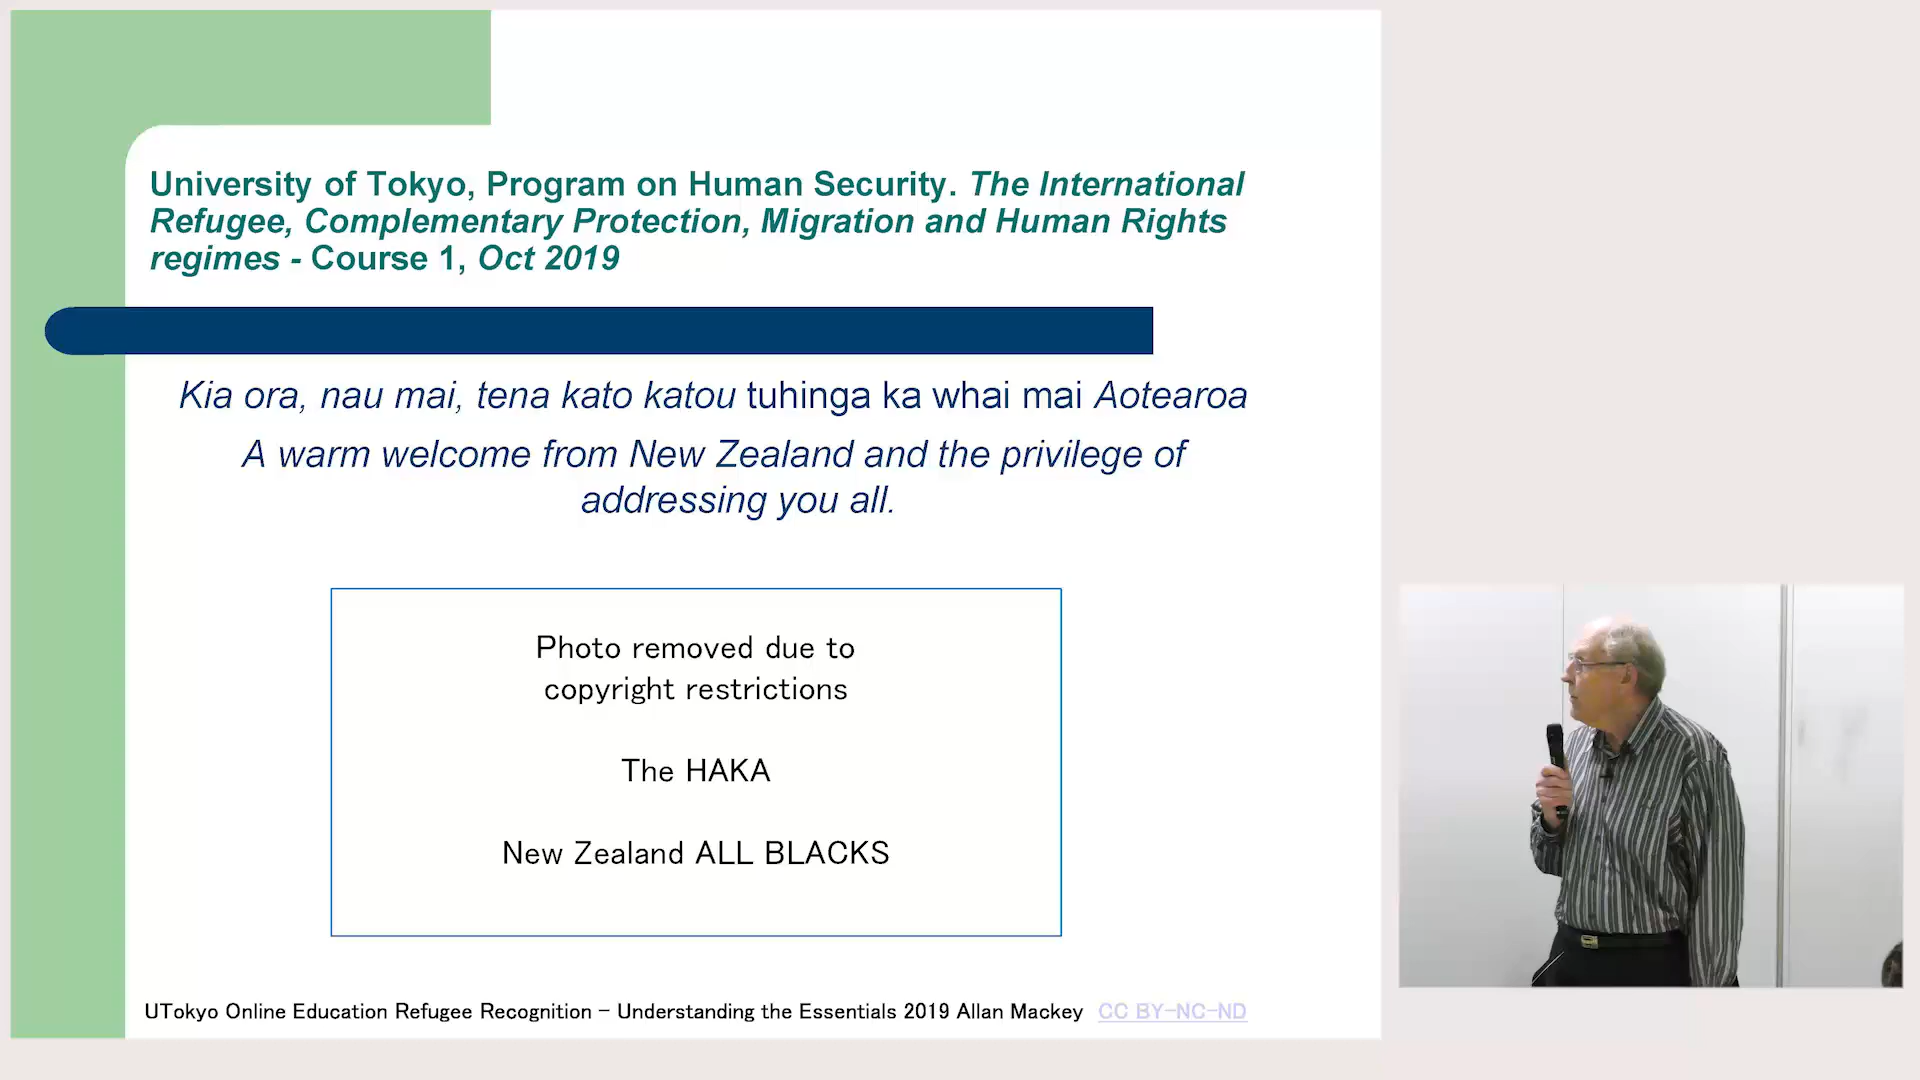 University of Tokyo, Program on Human Security. The International
Refugee, Complementary Protection, Migration and Human Rights
regimes - Course 1, Oct 2019
Kia ora, nau mai, tena kato katou tuhinga ka whai mai Aotearoa
A warm welcome from New Zealand and the privilege of
addressing you all.
Photo removed due to
copyright restrictions
The HAKA
New Zealand ALL BLACKS
UTokyo Online Education Refugee Recognition – Understanding the Essentials 2019 Allan Mackey CC BY-NC-ND